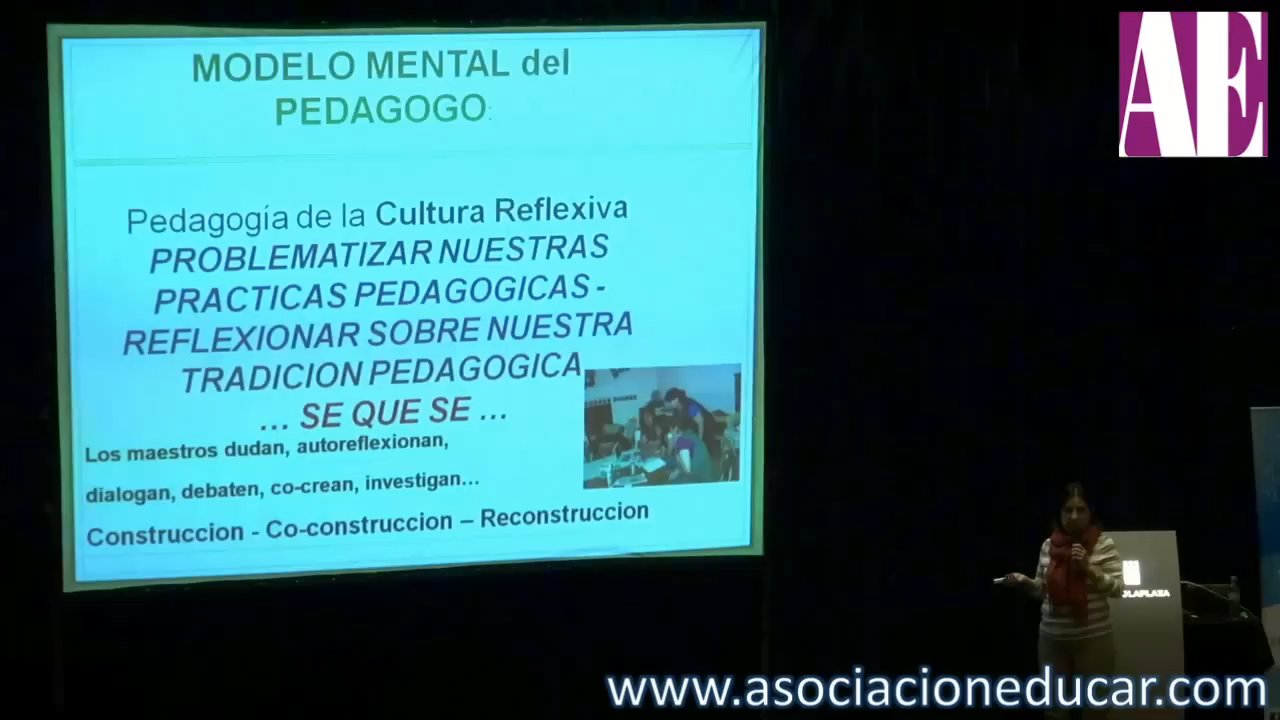 MODELO MENTAL del
PEDAGOGO:
Pedagogía de la Cultura Reflexiva
PROBLEMATIZAR NUESTRAS
PRACTICAS PEDAGOGICAS -
REFLEXIONAR SOBRE NUESTRA
TRADICION PEDAGOGICA
... SE QUE SE ...
Los maestros dudan, autoreflexionan,
dialogan, debaten, co-crean, investigan...
Construccion - Co-construccion – Reconstruccion
AE
www.asociacioneducar.com